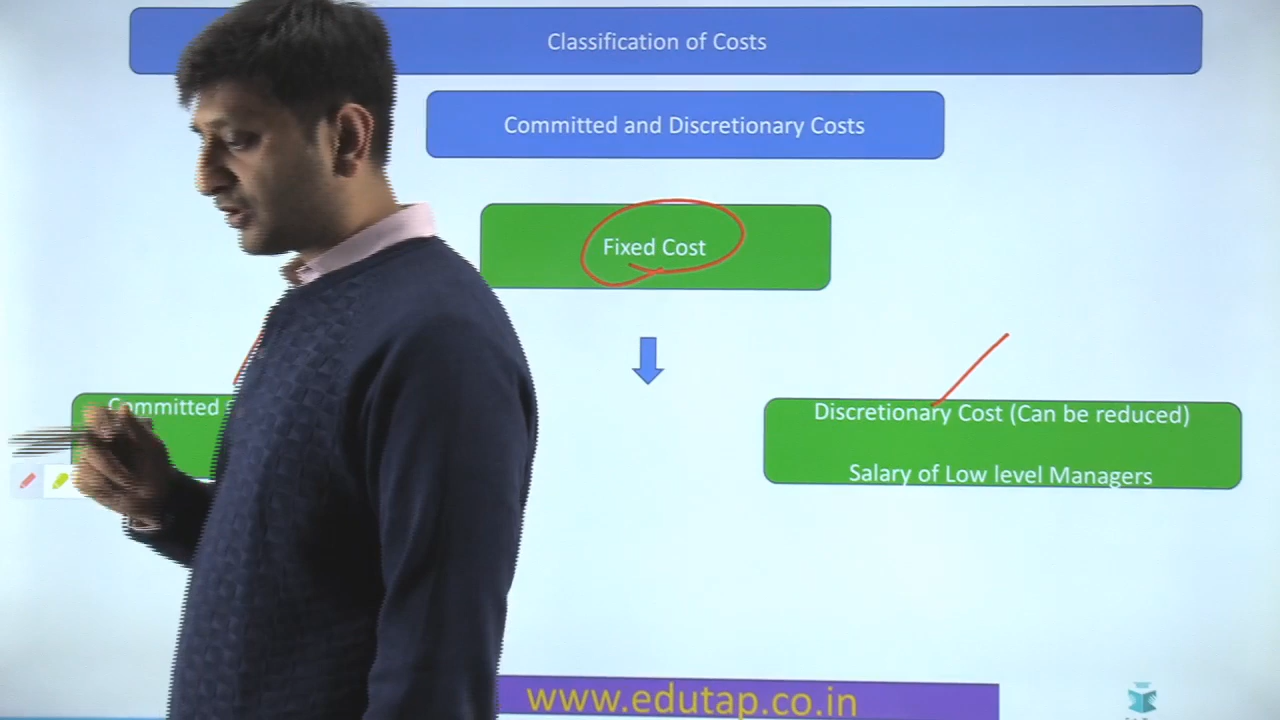 Classification of Costs
Committed and Discretionary Costs
Fixed Cost
Committed
Discretionary Cost (Can be reduced)
Salary of Low level Managers
www.edutap.co.in